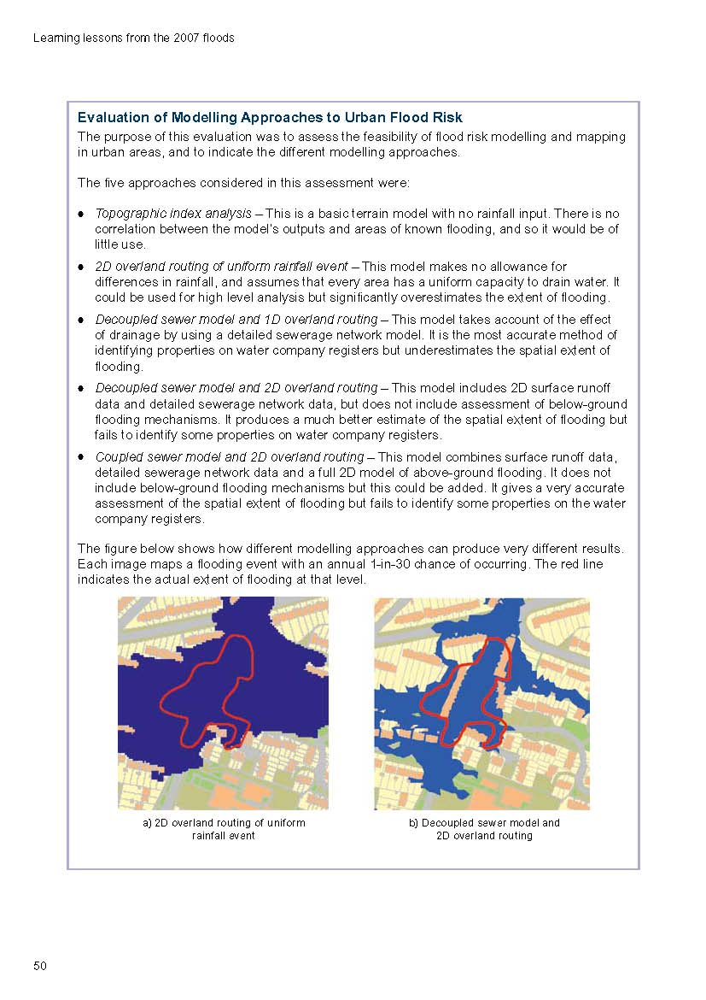 Learning lessons from the 2007 floods
Evaluation of Modelling Approaches to Urban Flood Risk
The purpose of this evaluation was to assess the feasibility of flood risk modelling and mapping
in urban areas, and to indicate the different modelling approaches.
The five approaches considered in this assessment were:
● Topographic index analysis – This is a basic terrain model with no rainfall input. There is no
correlation between the model's outputs and areas of known flooding, and so it would be of
little use.
● 2D overland routing of uniform rainfall event – This model makes no allowance for
differences in rainfall, and assumes that every area has a uniform capacity to drain water. It
could be used for high level analysis but significantly overestimates the extent of flooding.
● Decoupled sewer model and 1D overland routing – This model takes account of the effect
of drainage by using a detailed sewerage network model. It is the most accurate method of
identifying properties on water company registers but underestimates the spatial extent of
flooding.
● Decoupled sewer model and 2D overland routing – This model includes 2D surface runoff
data and detailed sewerage network data, but does not include assessment of below-ground
flooding mechanisms. It produces a much better estimate of the spatial extent of flooding but
fails to identify some properties on water company registers.
● Coupled sewer model and 2D overland routing – This model combines surface runoff data,
detailed sewerage network data and a full 2D model of above-ground flooding. It does not
include below-ground flooding mechanisms but this could be added. It gives a very accurate
assessment of the spatial extent of flooding but fails to identify some properties on the water
company registers.
The figure below shows how different modelling approaches can produce very different results.
Each image maps a flooding event with an annual 1-in-30 chance of occurring. The red line
indicates the actual extent of flooding at that level.
a) 2D overland routing of uniform
rainfall event
b) Decoupled sewer model and
2D overland routing
50